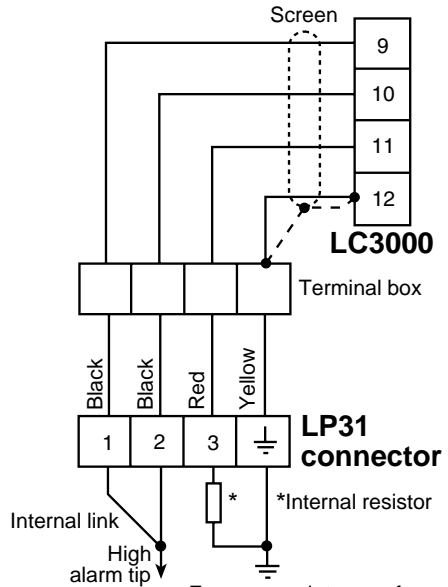 Screen
9
10
11
12
LC3000
Terminal box
Black
Black
Red
Yellow
1
2
3
LP31
connector
*
*Internal resistor
Internal link
High
alarm tip